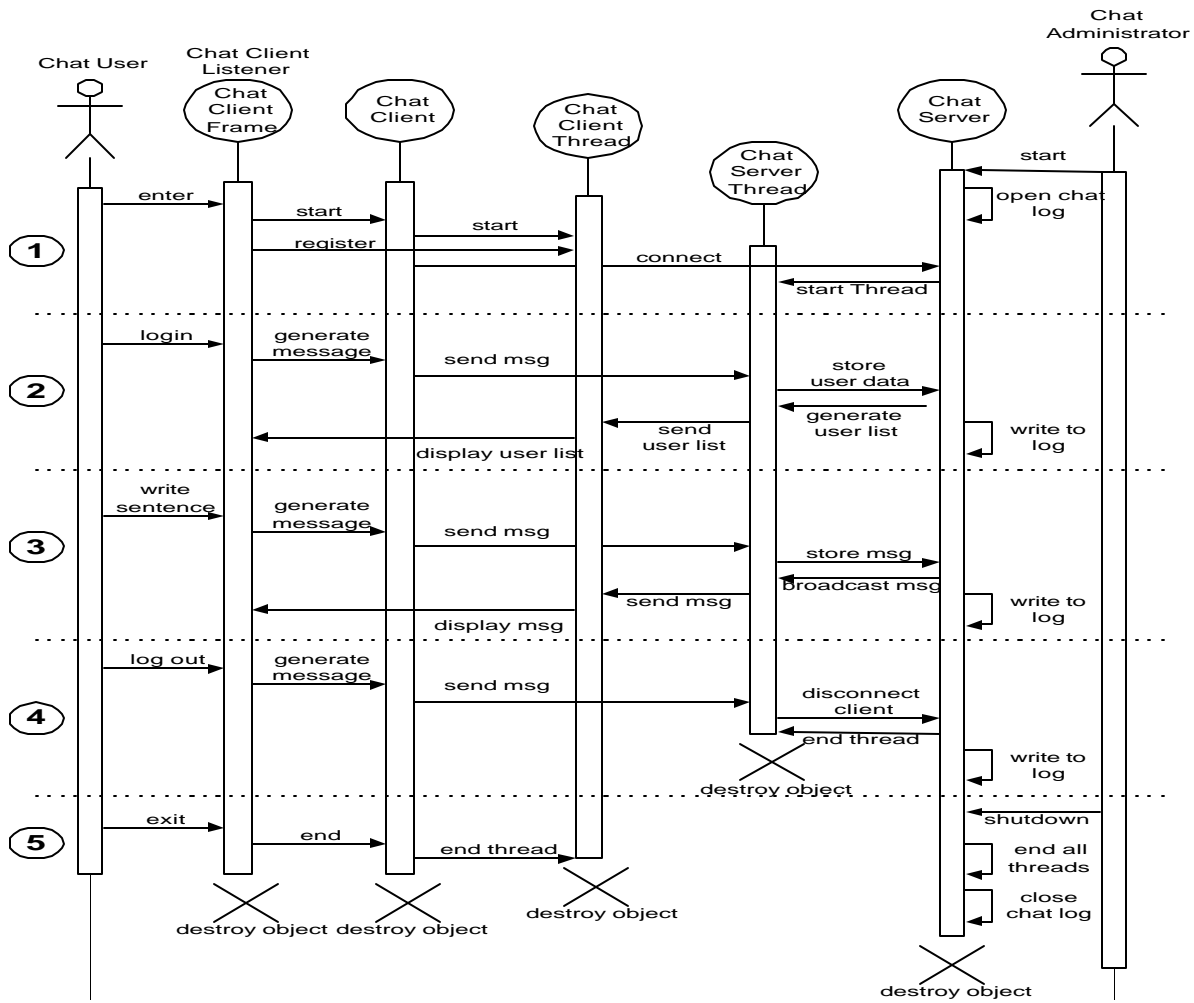 Chat
Administrator
Chat User
Chat Client
Listener
Chat
Client
Frame
Chat
Client
Chat
Client
Thread
Chat
Server
Thread
Chat
Server
start
open chat
log
enter
start
start
register
connect
start Thread
1
login
generate
message
send msg
store
user data
generate
user list
send
user list
display user list
write to
log
2
write
sentence
generate
message
send msg
store msg
broadcast msg
send msg
display msg
write to
log
3
log out
generate
message
send msg
disconnect
client
end thread
write to
log
destroy object
4
exit
end
end thread
shutdown
end all
threads
close
chat log
5
destroy object
destroy object
destroy object
destroy object